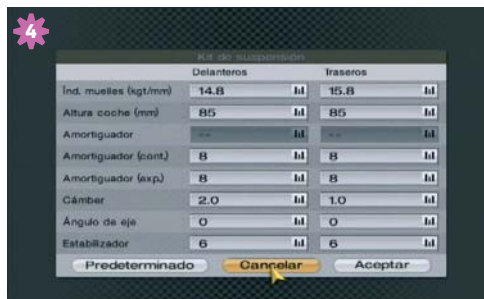 4
Kit de suspensión
Delanteros Traseros
Índ. muelles (kgf/mm) 14.8 15.8
Altura coche (mm) 85 85
Amortiguador -- --
Amortiguador (cont.) 8 8
Amortiguador (exp.) 8 8
Cámber 2.0 1.0
Ángulo de eje 0 0
Estabilizador 6 6
Predeterminado Cancelar Aceptar